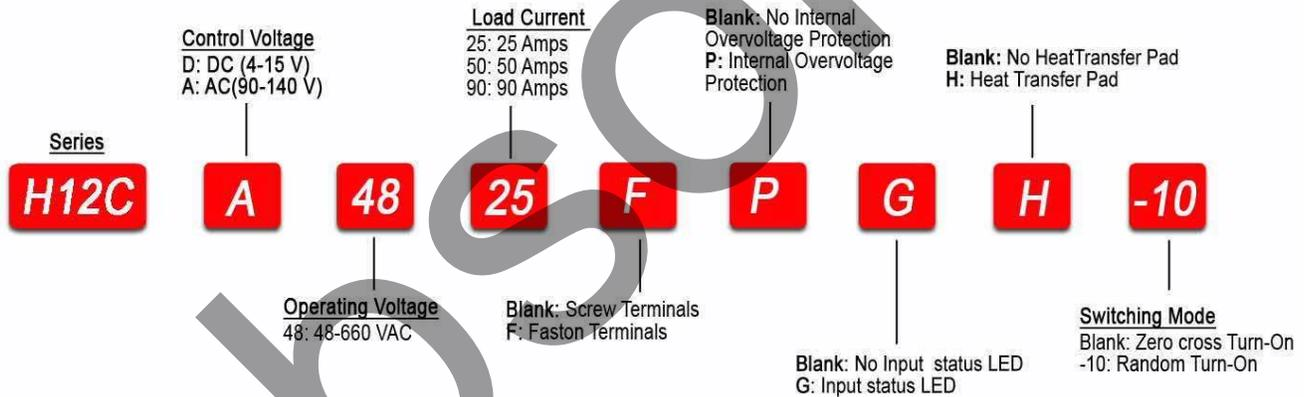 Control Voltage
D: DC (4-15 V)
A: AC(90-140 V)
Load Current
25: 25 Amps
50: 50 Amps
90: 90 Amps
Blank: No Internal
Overvoltage Protection
P: Internal Overvoltage
Protection
Blank: No HeatTransfer Pad
H: Heat Transfer Pad
Series
H12C A 48 25 F P G H -10
Operating Voltage
48: 48-660 VAC
Blank: Screw Terminals
F: Faston Terminals
Blank: No Input status LED
G: Input status LED
Switching Mode
Blank: Zero cross Turn-On
-10: Random Turn-On